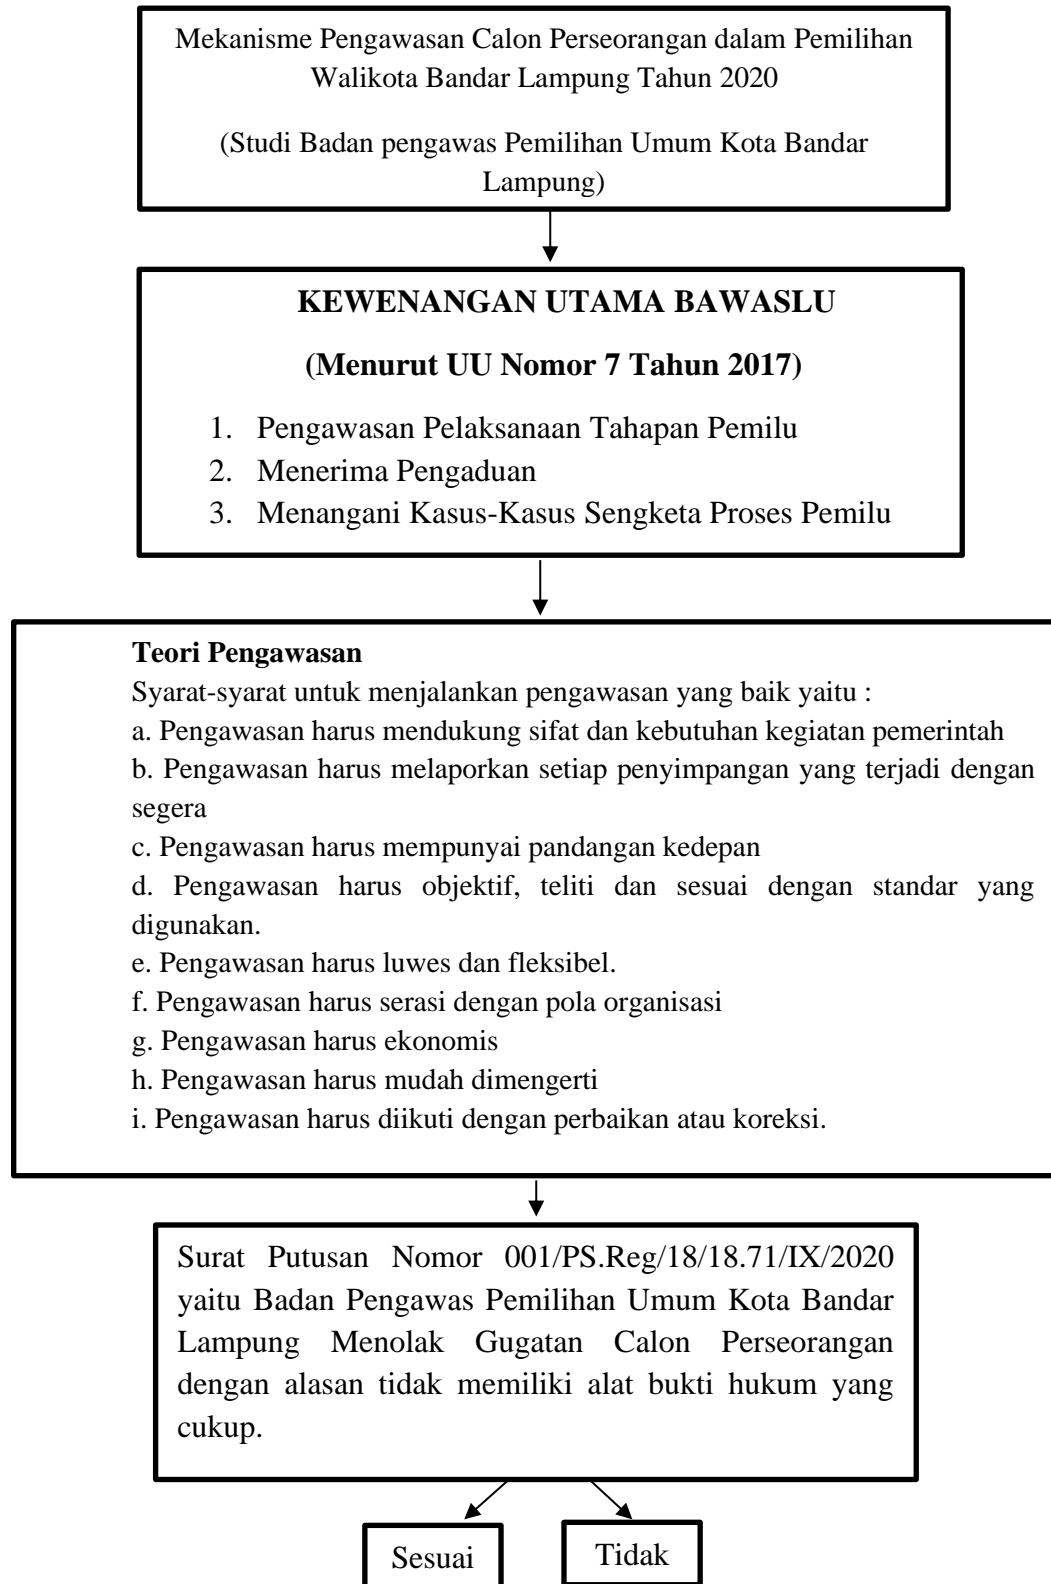 Mekanisme Pengawasan Calon Perseorangan dalam Pemilihan
Walikota Bandar Lampung Tahun 2020
(Studi Badan pengawas Pemilihan Umum Kota Bandar
Lampung)
KEWENANGAN UTAMA BAWASLU
(Menurut UU Nomor 7 Tahun 2017)
1. Pengawasan Pelaksanaan Tahapan Pemilu
2. Menerima Pengaduan
3. Menangani Kasus-Kasus Sengketa Proses Pemilu
Teori Pengawasan
Syarat-syarat untuk menjalankan pengawasan yang baik yaitu :
a. Pengawasan harus mendukung sifat dan kebutuhan kegiatan pemerintah
b. Pengawasan harus melaporkan setiap penyimpangan yang terjadi dengan
segera
c. Pengawasan harus mempunyai pandangan kedepan
d. Pengawasan harus objektif, teliti dan sesuai dengan standar yang
digunakan.
e. Pengawasan harus luwes dan fleksibel.
f. Pengawasan harus serasi dengan pola organisasi
g. Pengawasan harus ekonomis
h. Pengawasan harus mudah dimengerti
i. Pengawasan harus diikuti dengan perbaikan atau koreksi.
Surat Putusan Nomor 001/PS.Reg/18/18.71/IX/2020
yaitu Badan Pengawas Pemilihan Umum Kota Bandar
Lampung Menolak Gugatan Calon Perseorangan
dengan alasan tidak memiliki alat bukti hukum yang
cukup.
Sesuai
Tidak